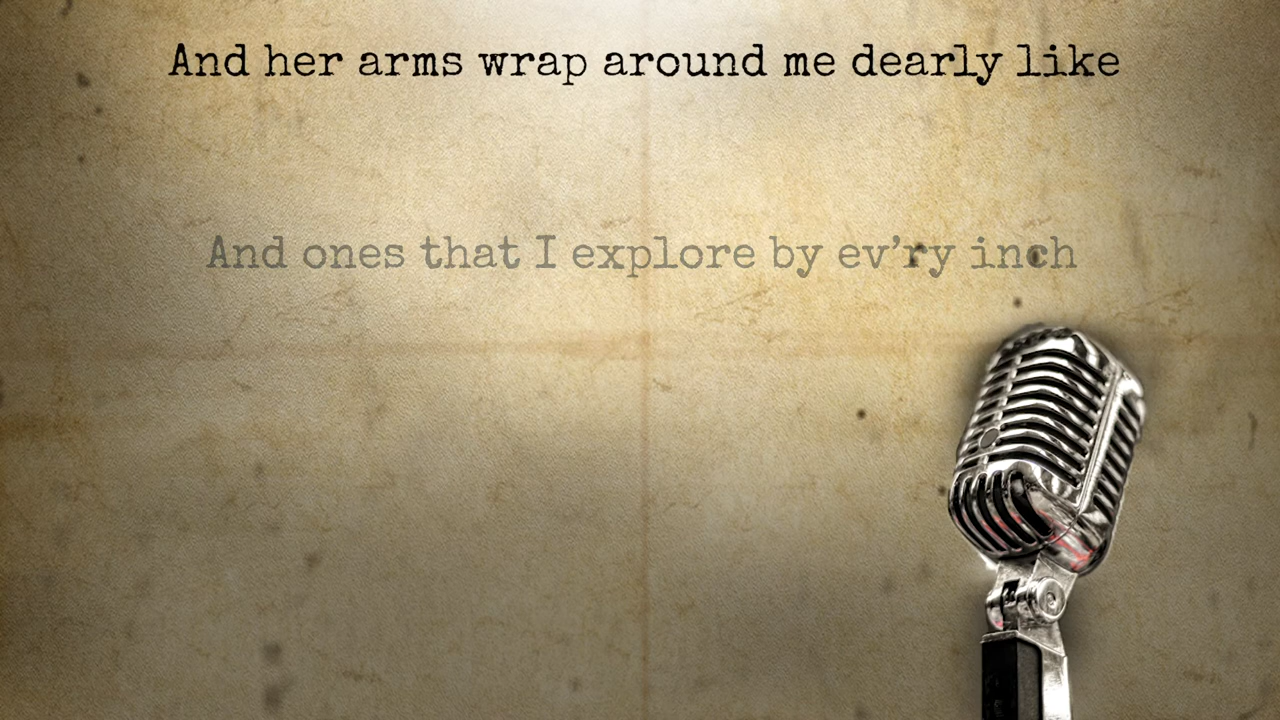 And her arms wrap around me dearly like
And ones that I explore by ev’ry inch